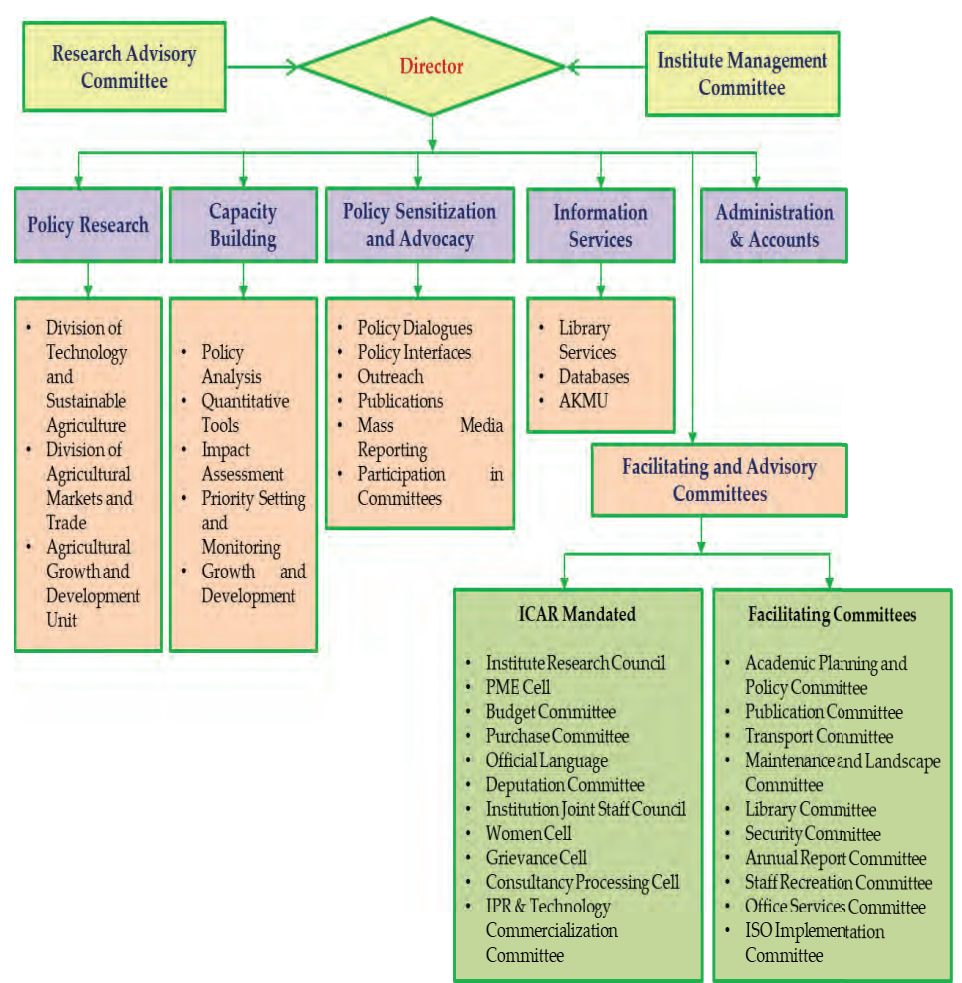 Research Advisory
Committee
Director
Institute Management
Committee
Policy Research
Capacity
Building
Policy Sensitization
and Advocacy
Information
Services
Administration
& Accounts
• Division of
Technology
and
Sustainable
Agriculture
• Division of
Agricultural
Markets and
Trade
• Agricultural
Growth and
Development
Unit
• Policy
Analysis
• Quantitative
Tools
• Impact
Assessment
• Priority Setting
and
Monitoring
• Growth and
Development
• Policy Dialogues
• Policy Interfaces
• Outreach
• Publications
• Mass Media
Reporting
• Participation in
Committees
• Library
Services
• Databases
• AKMU
Facilitating and Advisory
Committees
ICAR Mandated
• Institute Research Council
• PME Cell
• Budget Committee
• Purchase Committee
• Official Language
• Deputation Committee
• Institution Joint Staff Council
• Women Cell
• Grievance Cell
• Consultancy Processing Cell
• IPR & Technology
Commercialization
Committee
Facilitating Committees
• Academic Planning and
Policy Committee
• Publication Committee
• Transport Committee
• Maintenance and Landscape
Committee
• Library Committee
• Security Committee
• Annual Report Committee
• Staff Recreation Committee
• Office Services Committee
• ISO Implementation
Committee